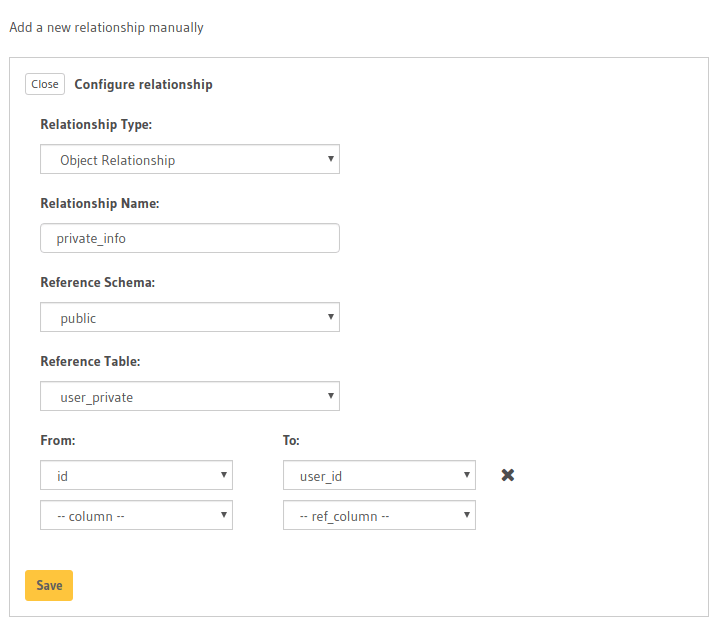 Add a new relationship manually
Close Configure relationship
Relationship Type:
Object Relationship
Relationship Name:
private_info
Reference Schema:
public
Reference Table:
user_private
From: To:
id user_id
-- column -- -- ref_column --
Save